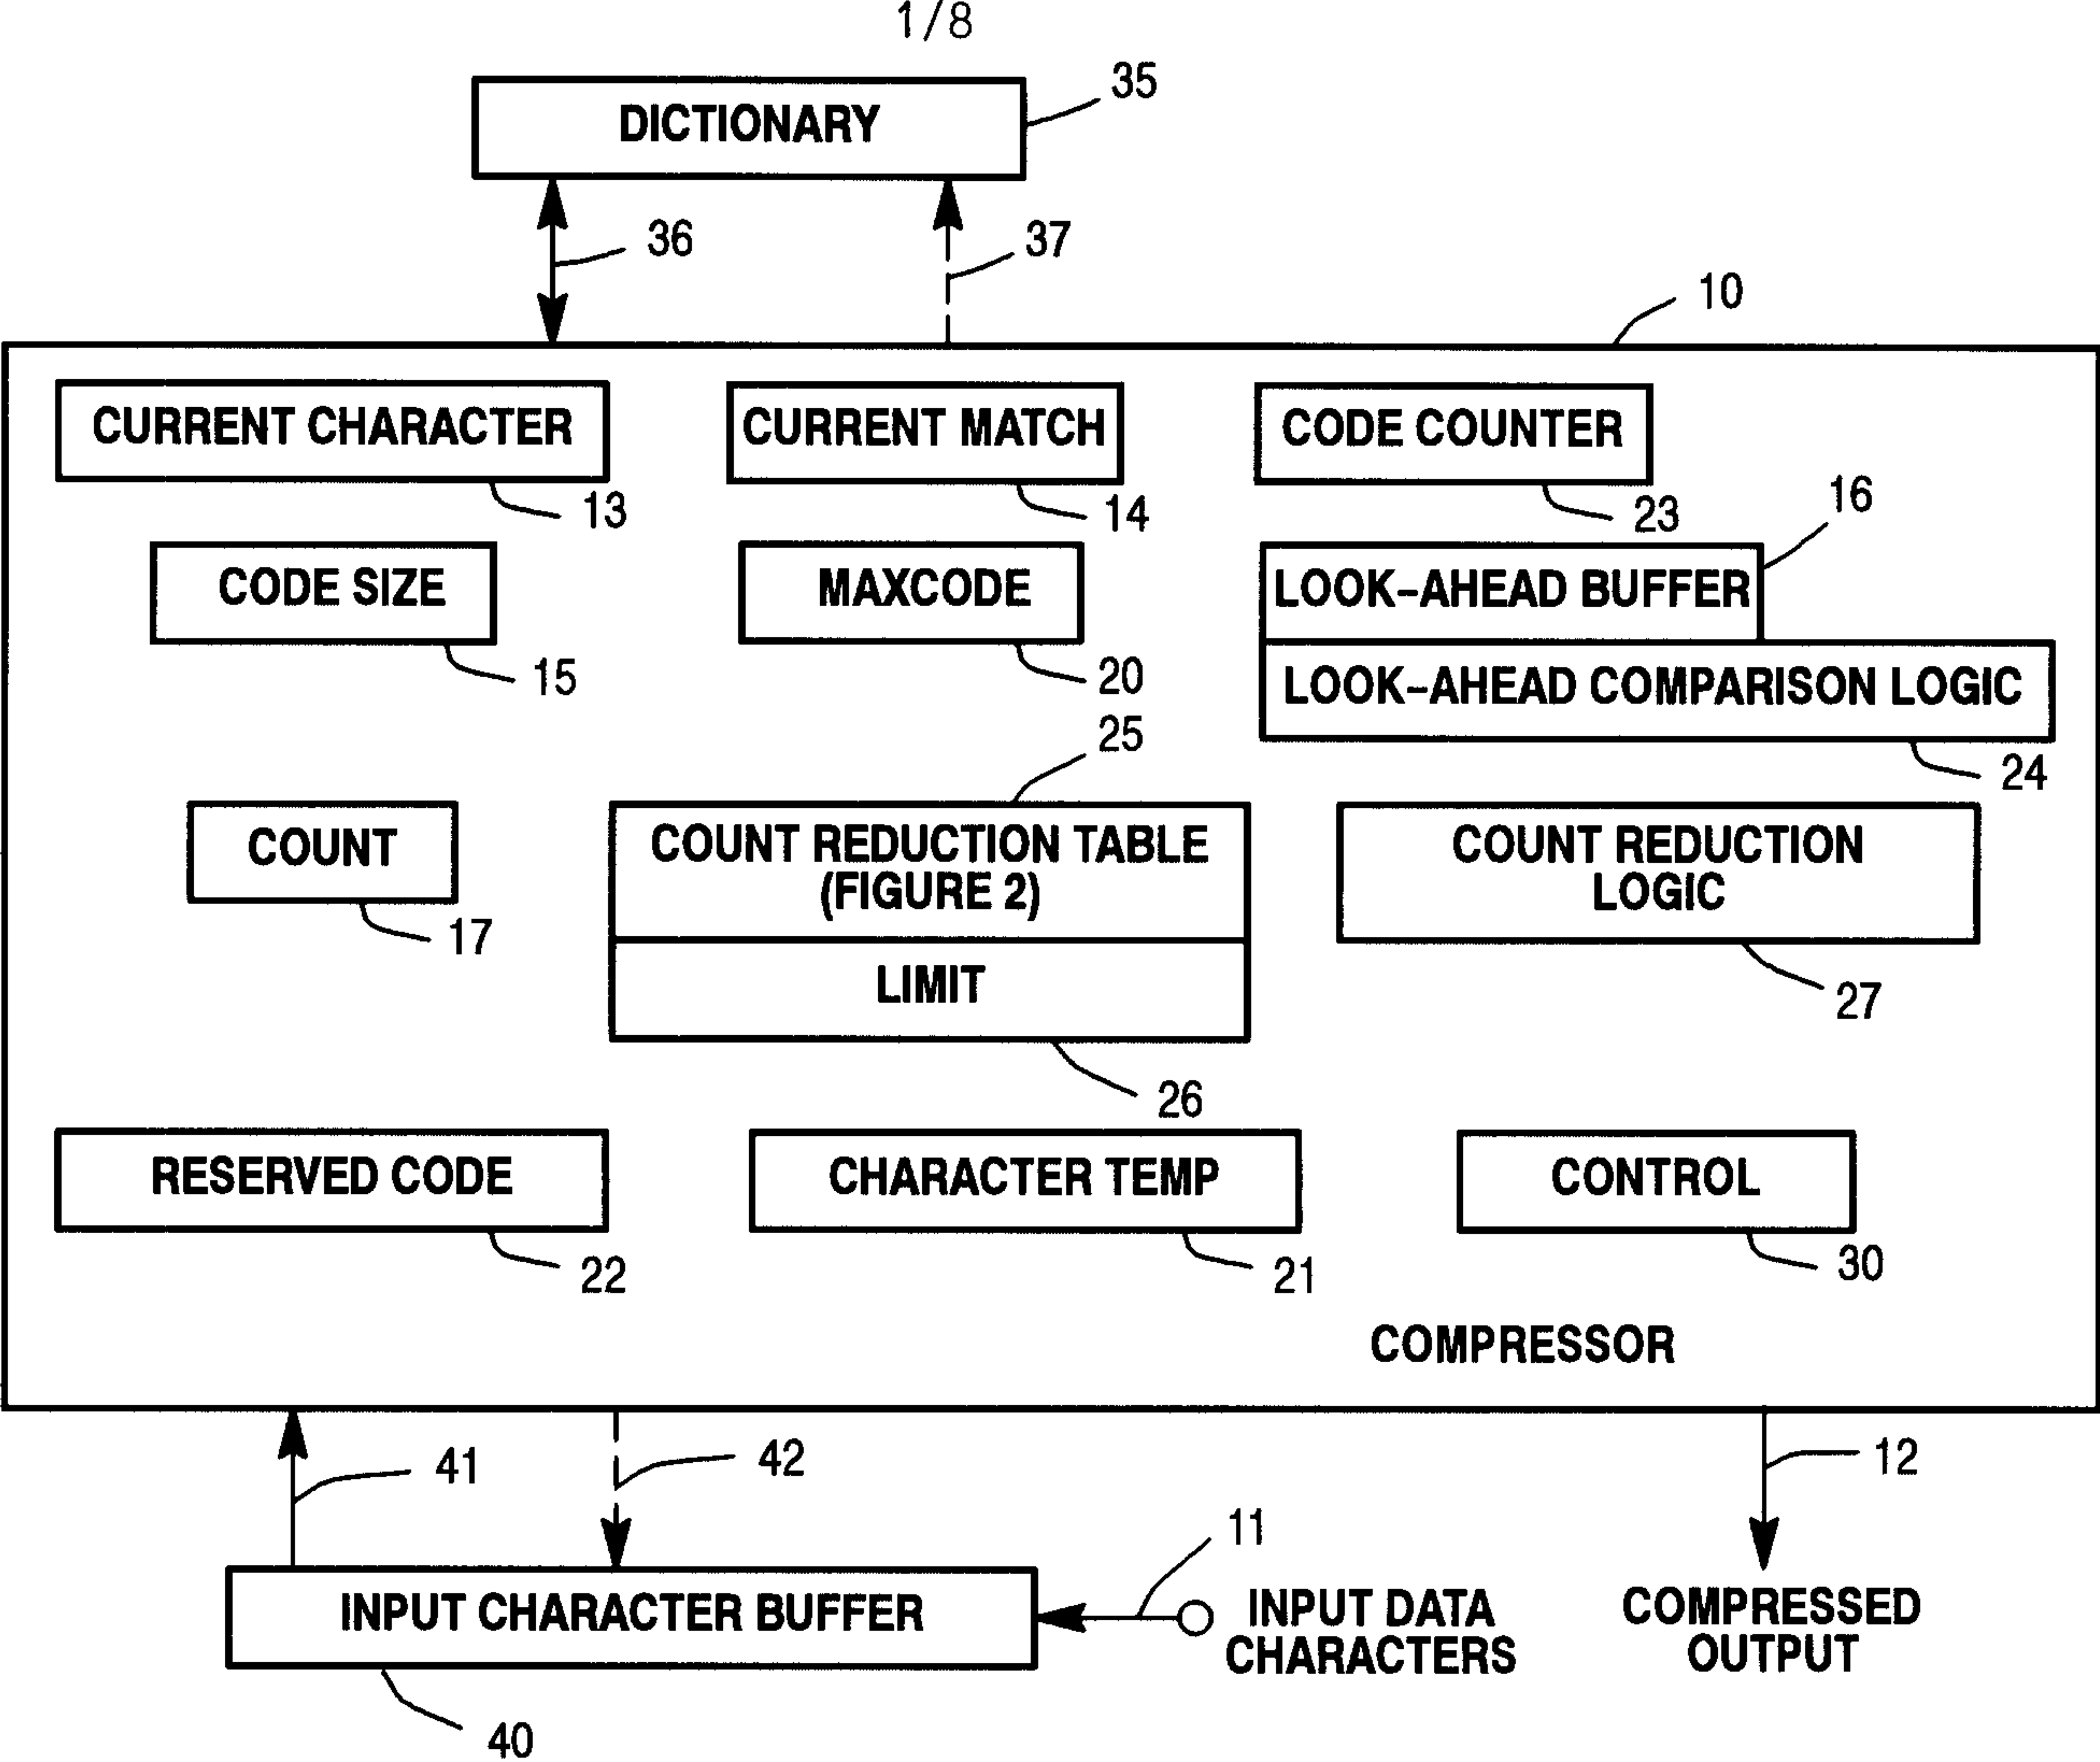 1/8
DICTIONARY
35
36
37
10
CURRENT CHARACTER
13
CURRENT MATCH
14
CODE COUNTER
23
CODE SIZE
15
MAXCODE
20
LOOK-AHEAD BUFFER
16
LOOK-AHEAD COMPARISON LOGIC
24
COUNT
17
25
COUNT REDUCTION TABLE
(FIGURE 2)
LIMIT
26
COUNT REDUCTION
LOGIC
27
RESERVED CODE
22
CHARACTER TEMP
21
CONTROL
30
COMPRESSOR
41
42
12
11
INPUT CHARACTER BUFFER
40
INPUT DATA
CHARACTERS
COMPRESSED
OUTPUT